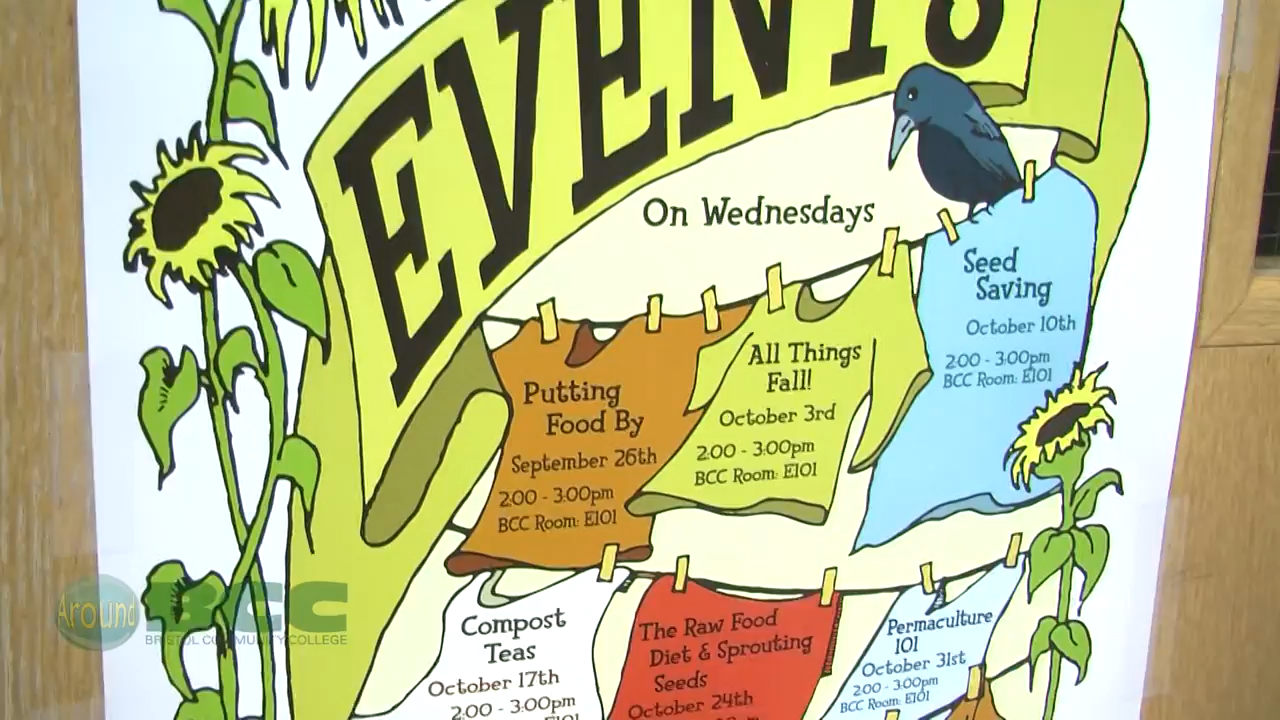 EVENTS
On Wednesdays
Putting
Food By
September 26th
2:00 - 3:00pm
BCC Room: E101
All Things
Fall!
October 3rd
2:00 - 3:00pm
BCC Room: E101
Seed
Saving
October 10th
2:00 - 3:00pm
BCC Room: E101
Compost
Teas
October 17th
2:00 - 3:00pm
The Raw Food
Diet & Sprouting
Seeds
October 24th
Permaculture
101
October 31st
2:00 - 3:00pm
BCC Room: E101
Around BCC
BRISTOL COMMUNITY COLLEGE